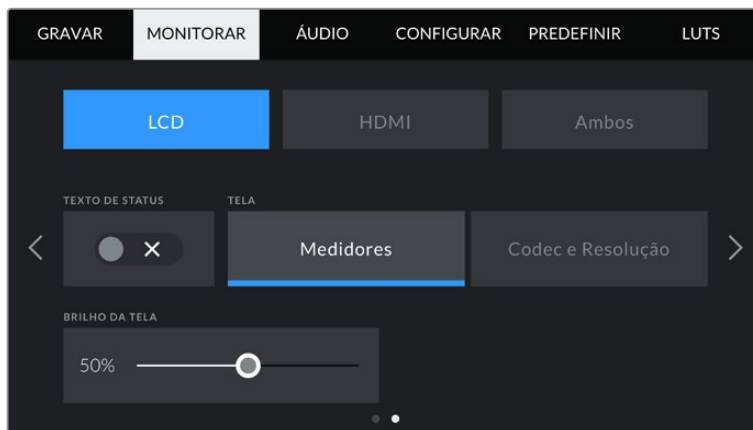 GRAVAR MONITORAR ÁUDIO CONFIGURAR PREDEFINIR LUTS
LCD HDMI Ambos
TEXTO DE STATUS TELA
Medidores Codec e Resolução
BRILHO DA TELA
50%